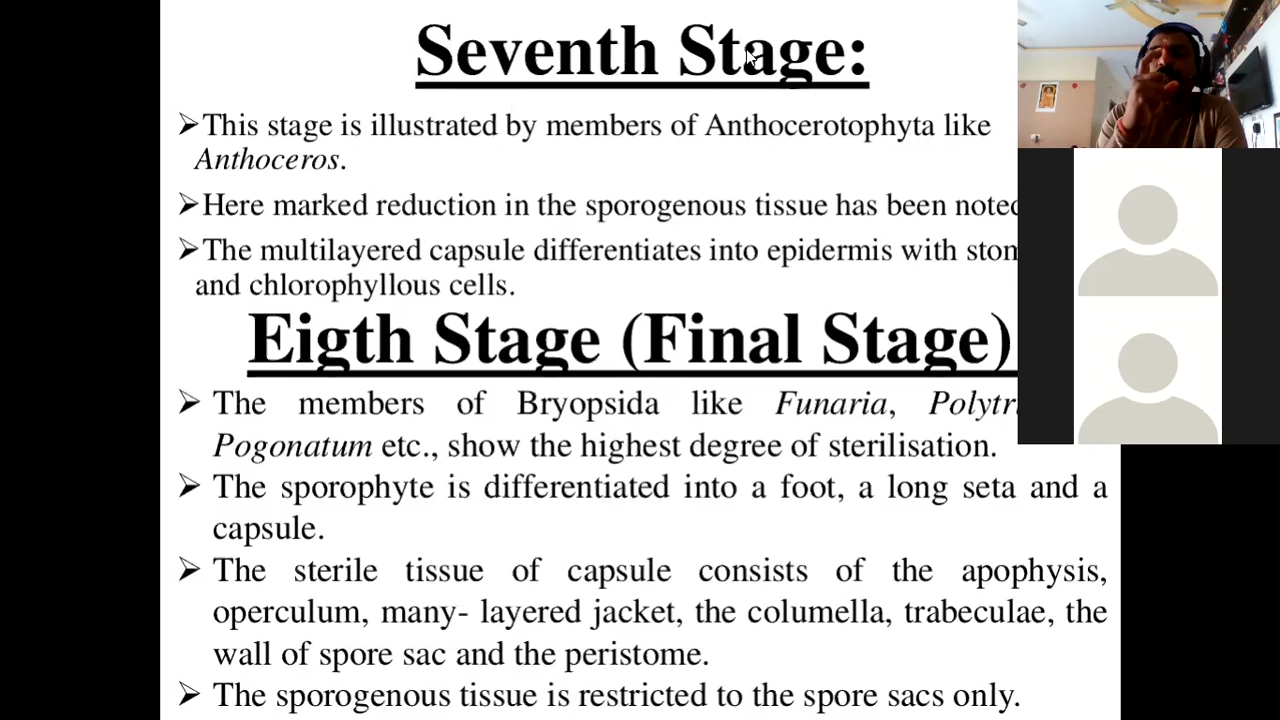 Seventh Stage:
➢This stage is illustrated by members of Anthocerotophyta like
Anthoceros.
➢Here marked reduction in the sporogenous tissue has been noted
➢The multilayered capsule differentiates into epidermis with
and chlorophyllous cells.
Eigth Stage (Final Stage)
➢ The members of Bryopsida like Funaria,
Pogonatum etc., show the highest degree of sterilisation.
➢ The sporophyte is differentiated into a foot, a long seta and a
capsule.
➢ The sterile tissue of capsule consists of the apophysis,
operculum, many- layered jacket, the columella, trabeculae, the
wall of spore sac and the peristome.
➢ The sporogenous tissue is restricted to the spore sacs only.